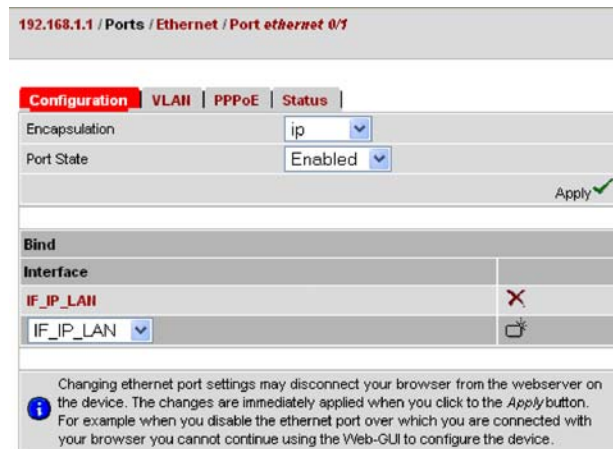 192.168.1.1 / Ports / Ethernet / Port ethernet 0/1
Configuration | VLAN | PPPoE | Status |
Encapsulation ip
Port State Enabled
Apply
Bind
Interface
IF_IP_LAN
IF_IP_LAN
Changing ethernet port settings may disconnect your browser from the webserver on
the device. The changes are immediately applied when you click to the Apply button.
For example when you disable the ethernet port over which you are connected with
your browser you cannot continue using the Web-GUI to configure the device.